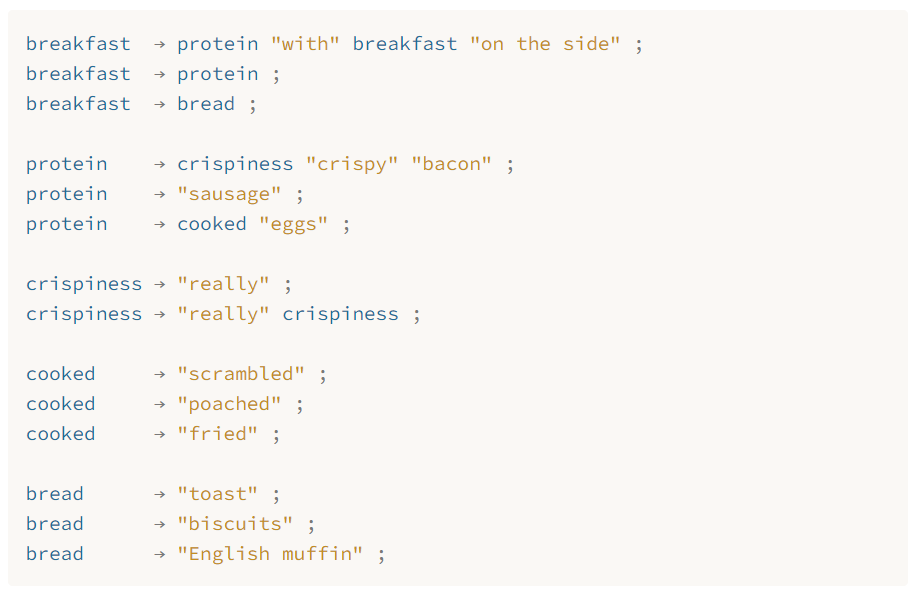 breakfast → protein "with" breakfast "on the side" ;
breakfast → protein ;
breakfast → bread ;
protein → crispiness "crispy" "bacon" ;
protein → "sausage" ;
protein → cooked "eggs" ;
crispiness → "really" ;
crispiness → "really" crispiness ;
cooked → "scrambled" ;
cooked → "poached" ;
cooked → "fried" ;
bread → "toast" ;
bread → "biscuits" ;
bread → "English muffin" ;